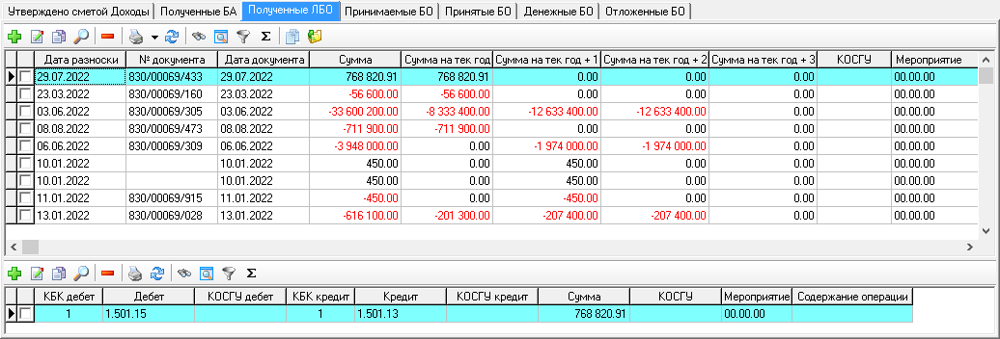 Утверждено сметой Доходы Полученные БА Полученные ЛБО Принимаемые БО Принятые БО Денежные БО Отложенные БО
Дата разноски № документа Дата документа Сумма Сумма на тек год Сумма на тек год + 1 Сумма на тек год + 2 Сумма на тек год + 3 КОСГУ Мероприятие
29.07.2022 830/00069/433 29.07.2022 768 820.91 768 820.91 0.00 0.00 0.00 00.00.00
23.03.2022 830/00069/160 23.03.2022 -56 600.00 -56 600.00 0.00 0.00 0.00 00.00.00
03.06.2022 830/00069/305 03.06.2022 -33 600 200.00 -8 333 400.00 -12 633 400.00 -12 633 400.00 0.00 00.00.00
08.08.2022 830/00069/473 08.08.2022 -711 900.00 -711 900.00 0.00 0.00 0.00 00.00.00
06.06.2022 830/00069/309 06.06.2022 -3 948 000.00 0.00 -1 974 000.00 -1 974 000.00 0.00 00.00.00
10.01.2022 10.01.2022 450.00 0.00 450.00 0.00 0.00 00.00.00
10.01.2022 10.01.2022 450.00 0.00 450.00 0.00 0.00 00.00.00
11.01.2022 830/00069/915 11.01.2022 -450.00 0.00 -450.00 0.00 0.00 00.00.00
13.01.2022 830/00069/028 13.01.2022 -616 100.00 -201 300.00 -207 400.00 -207 400.00 0.00 00.00.00
КБК дебет Дебет КОСГУ дебет КБК кредит Кредит КОСГУ кредит Сумма КОСГУ Мероприятие Содержание операции
1 1.501.15 1 1.501.13 768 820.91 00.00.00